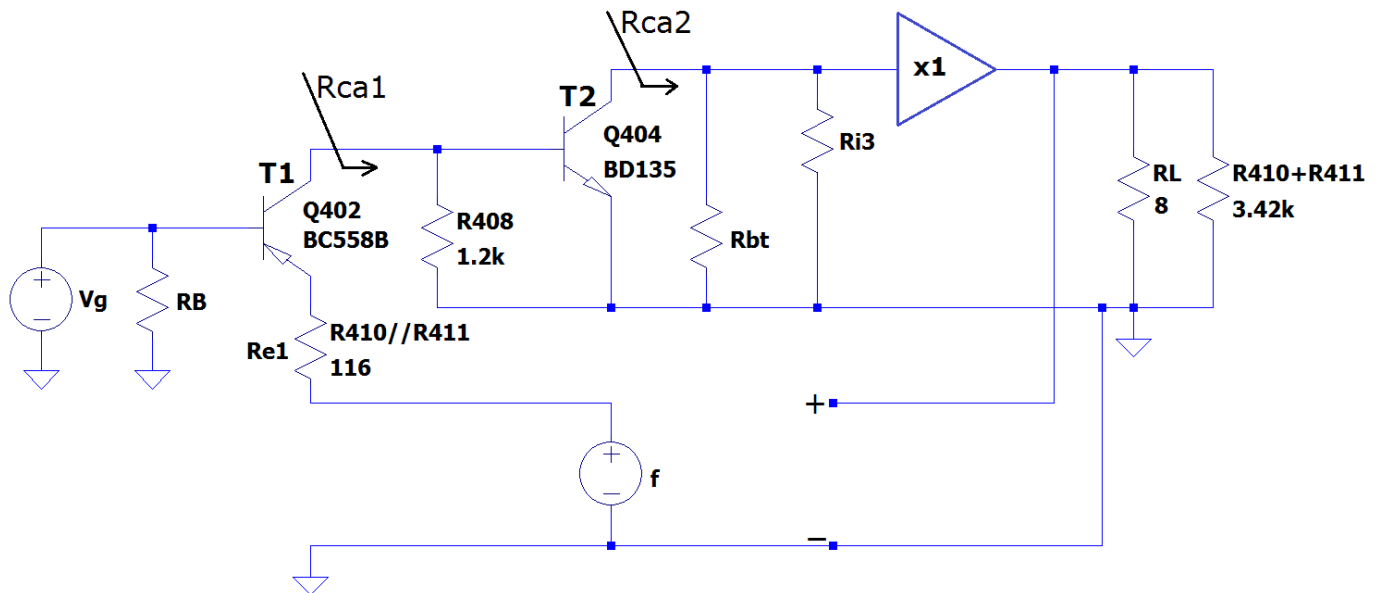 Rca1
Rca2
x1
T1
T2
Q402
BC558B
Q404
BD135
R408
1.2k
Rbt
Ri3
RL
8
R410+R411
3.42k
Vg
RB
Re1
R410//R411
116
f
+
−